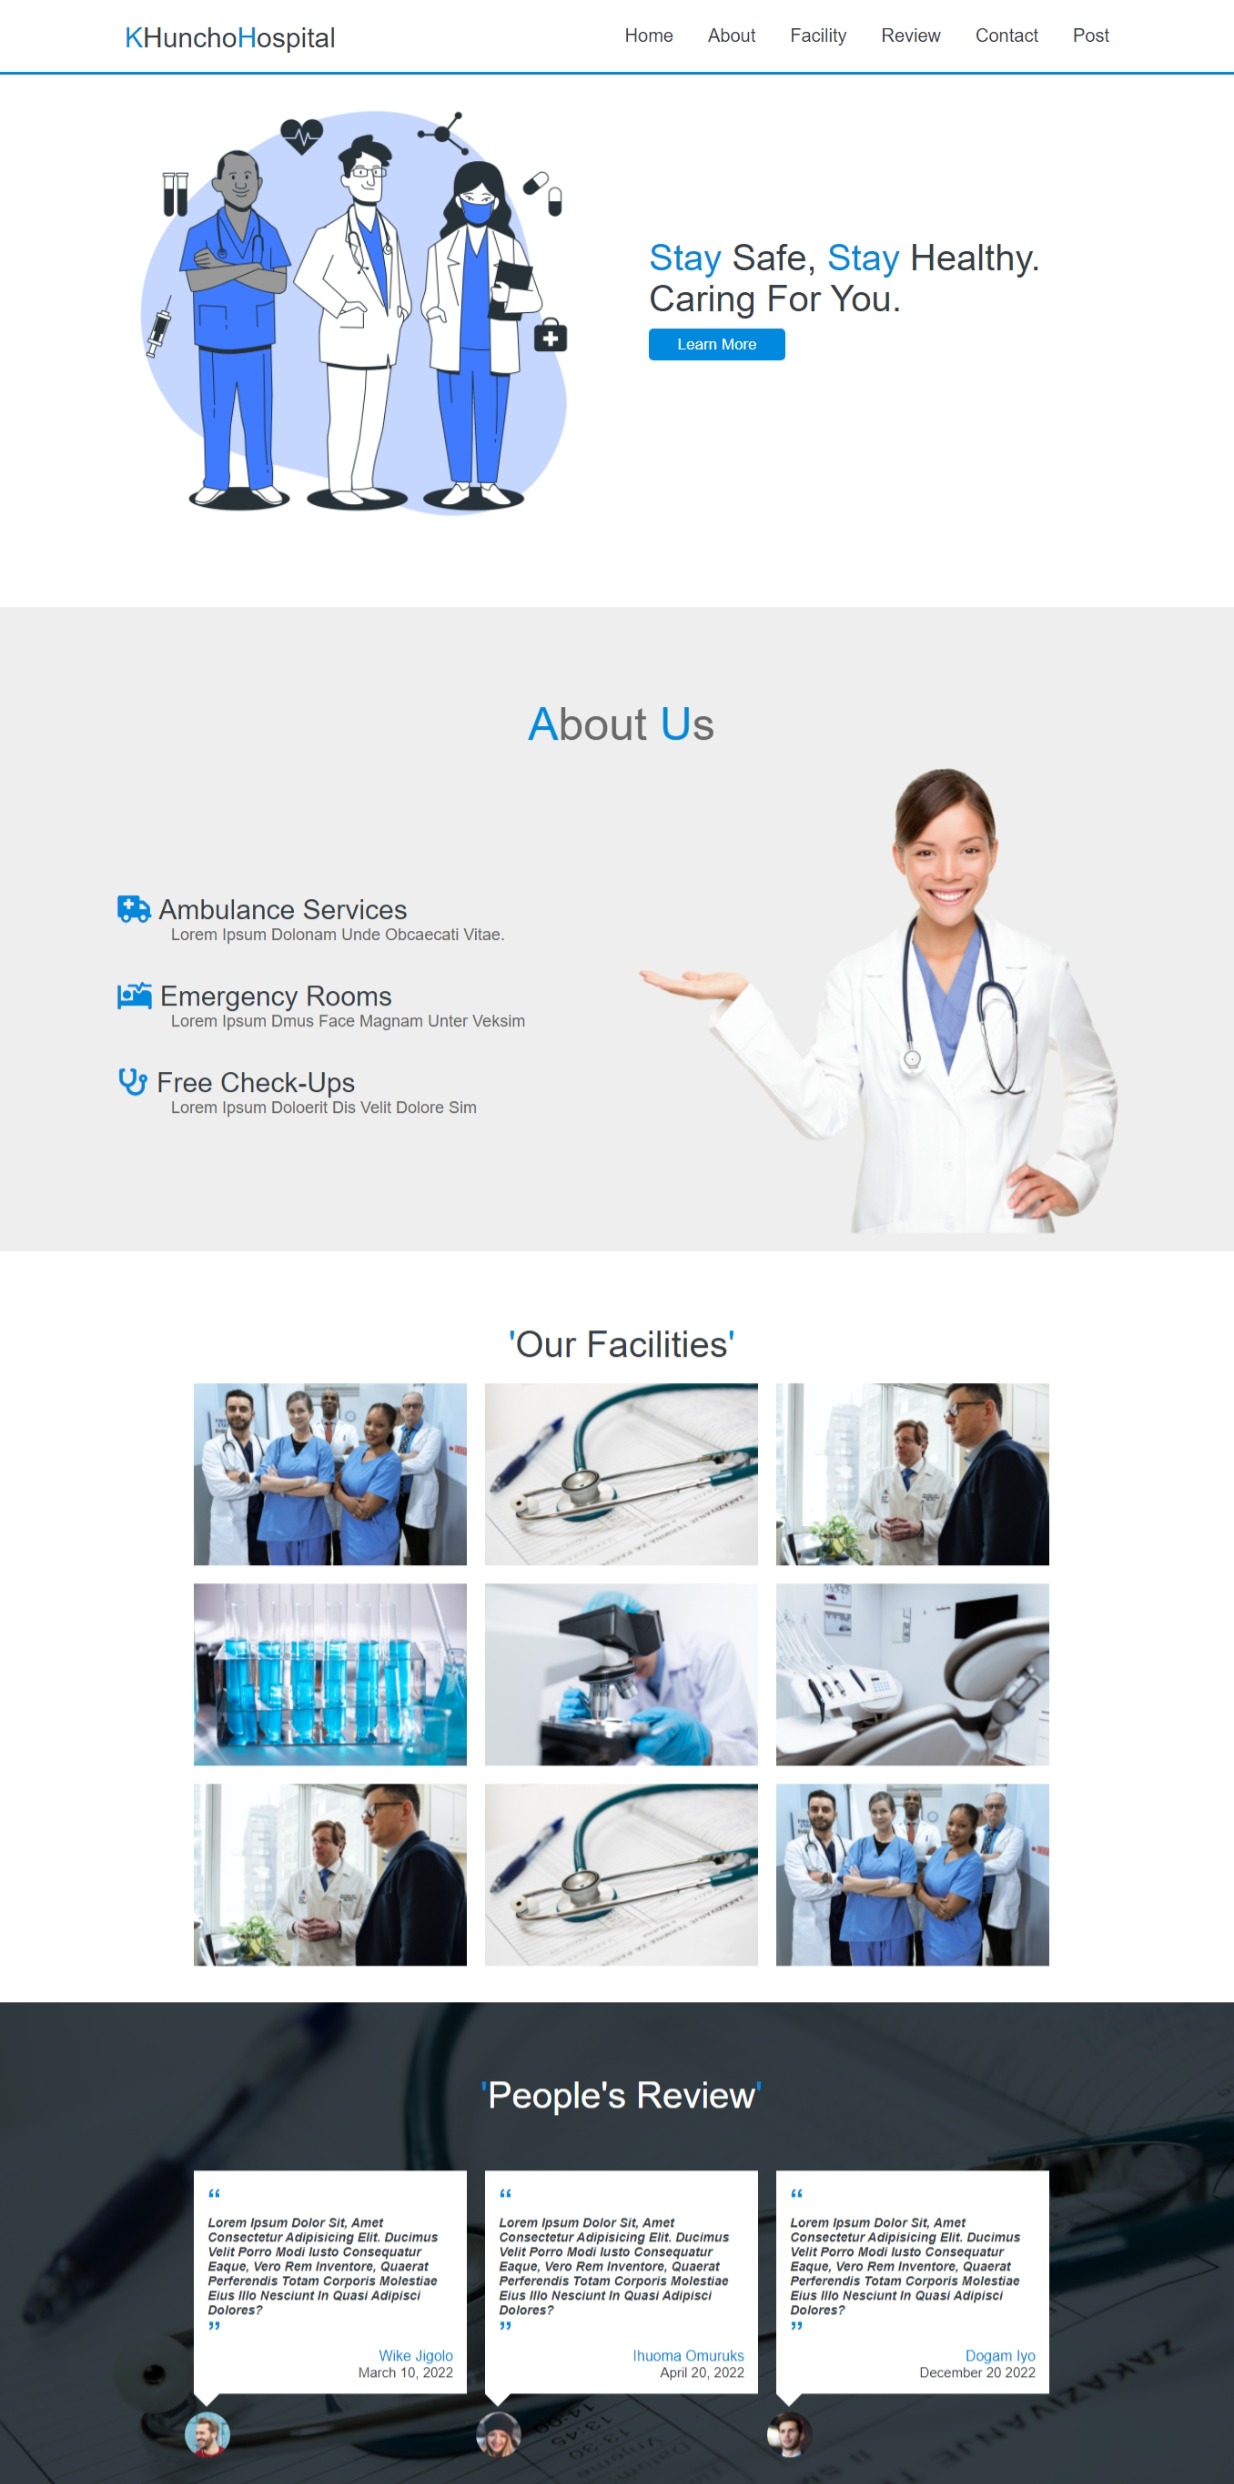 KHunchoHospital
Home About Facility Review Contact Post
Stay Safe, Stay Healthy.
Caring For You.
Learn More
About Us
Ambulance Services
Lorem Ipsum Dolonam Unde Obcaecati Vitae.
Emergency Rooms
Lorem Ipsum Dmus Face Magnam Unter Veksim
Free Check-Ups
Lorem Ipsum Doloerit Dis Velit Dolore Sim
'Our Facilities'
'People's Review'
“
Lorem Ipsum Dolor Sit, Amet
Consectetur Adipisicing Elit. Ducimus
Velit Porro Modi Iusto Consequatur
Eaque, Vero Rem Inventore, Quaerat
Perferendis Totam Corporis Molestiae
Eius Illo Nesciunt In Quasi Adipisci
Dolores?
”
Wike Jigolo
March 10, 2022
“
Lorem Ipsum Dolor Sit, Amet
Consectetur Adipisicing Elit. Ducimus
Velit Porro Modi Iusto Consequatur
Eaque, Vero Rem Inventore, Quaerat
Perferendis Totam Corporis Molestiae
Eius Illo Nesciunt In Quasi Adipisci
Dolores?
”
Ihuoma Omuruks
April 20, 2022
“
Lorem Ipsum Dolor Sit, Amet
Consectetur Adipisicing Elit. Ducimus
Velit Porro Modi Iusto Consequatur
Eaque, Vero Rem Inventore, Quaerat
Perferendis Totam Corporis Molestiae
Eius Illo Nesciunt In Quasi Adipisci
Dolores?
”
Dogam Iyo
December 20 2022
14:00
13:45
13:30